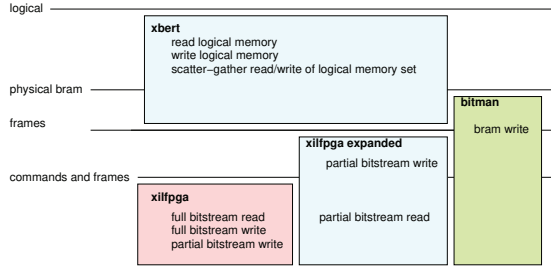 logical
xbert
read logical memory
write logical memory
scatter−gather read/write of logical memory set
physical bram
bitman
frames
bram write
xilfpga expanded
partial bitstream write
commands and frames
xilfpga
full bitstream read
partial bitstream read
full bitstream write
partial bitstream write